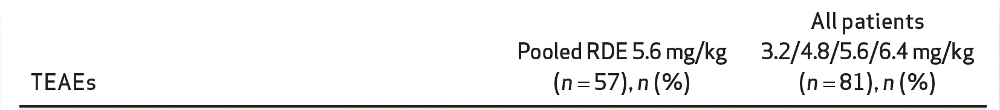 All patients
Pooled RDE 5.6 mg/kg 3.2/4.8/5.6/6.4 mg/kg
TEAEs (n = 57), n (%) (n = 81), n (%)